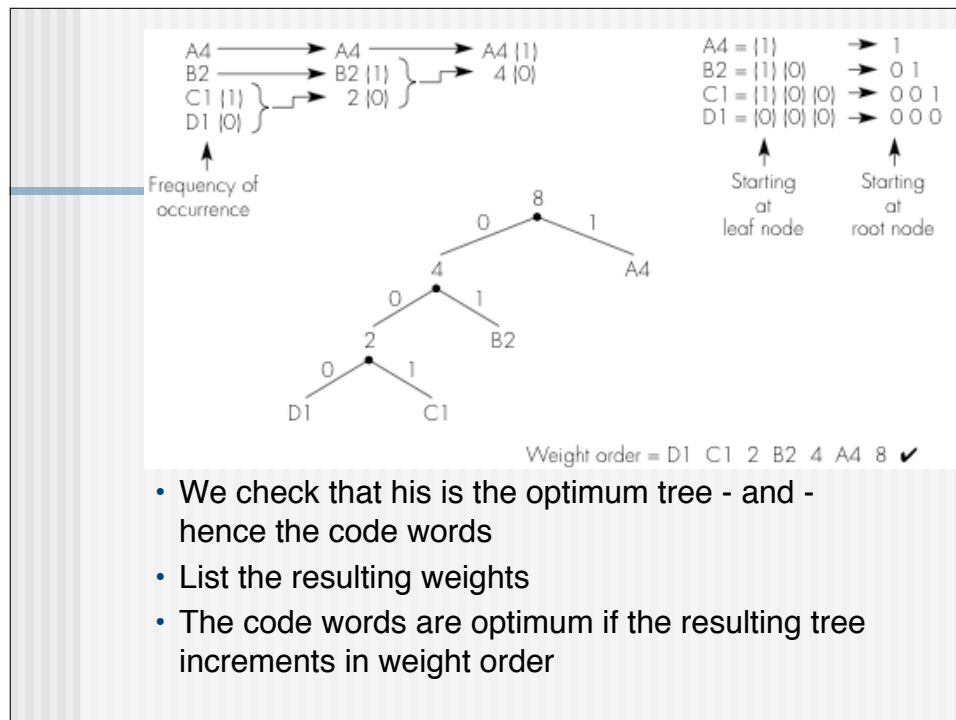 A4 → A4 → A4 (1)
B2 → B2 (1) 4 (0)
C1 (1) → 2 (0)
D1 (0)
Frequency of
occurrence
A4 = (1) → 1
B2 = (1) (0) → 0 1
C1 = (1) (0) (0) → 0 0 1
D1 = (0) (0) (0) → 0 0 0
Starting
at
leaf node
Starting
at
root node
8
0 1
4 A4
0 1
2 B2
0 1
D1 C1
Weight order = D1 C1 2 B2 4 A4 8 ✔
• We check that his is the optimum tree - and -
hence the code words
• List the resulting weights
• The code words are optimum if the resulting tree
increments in weight order